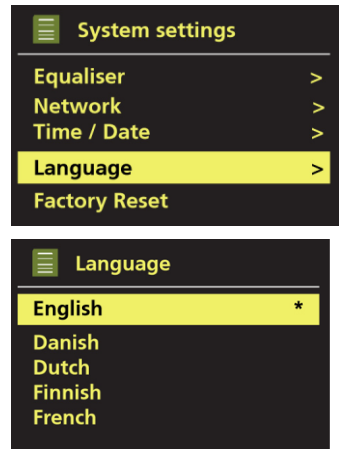 System settings
Equaliser >
Network >
Time / Date >
Language >
Factory Reset
Language
English *
Danish
Dutch
Finnish
French